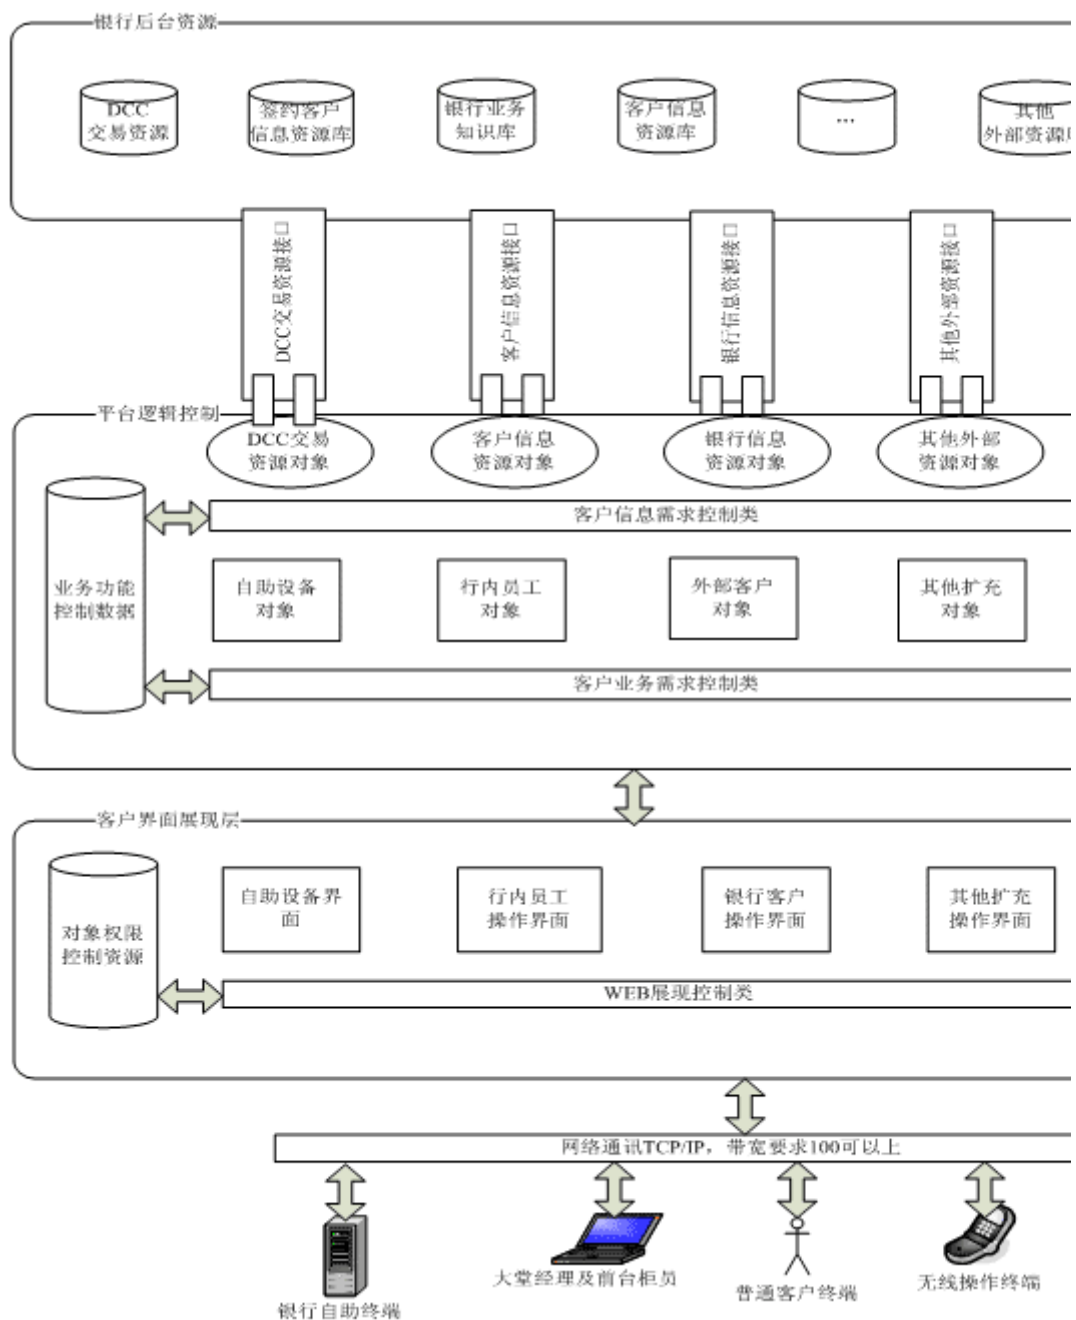 银行后台资源
DCC
交易资源
签约客户
信息资源库
银行业务
知识库
客户信息
资源库
...
其他
外部资源
DCC交易资源接口
客户信息资源接口
银行信息资源接口
其他外部资源接口
平台逻辑控制
DCC交易
资源对象
客户信息
资源对象
银行信息
资源对象
其他外部
资源对象
客户信息需求控制类
业务功能
控制数据
自助设备
对象
行内员工
对象
外部客户
对象
其他扩充
对象
客户业务需求控制类
客户界面展现层
对象权限
控制资源
自助设备界
面
行内员工
操作界面
银行客户
操作界面
其他扩充
操作界面
WEB展现控制类
网络通讯TCP/IP，带宽要求100可以上
银行自助终端
大堂经理及前台柜员
普通客户终端
无线操作终端